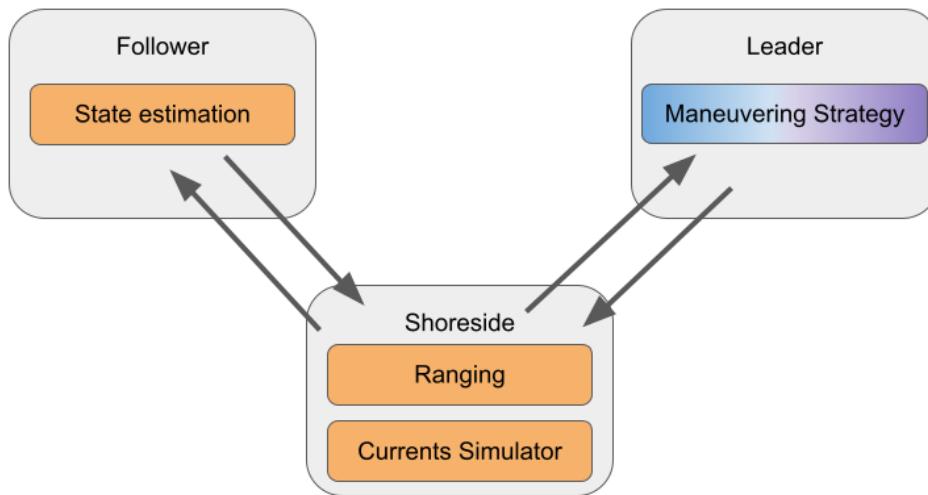 Follower
State estimation
Leader
Maneuvering Strategy
Shoreside
Ranging
Currents Simulator